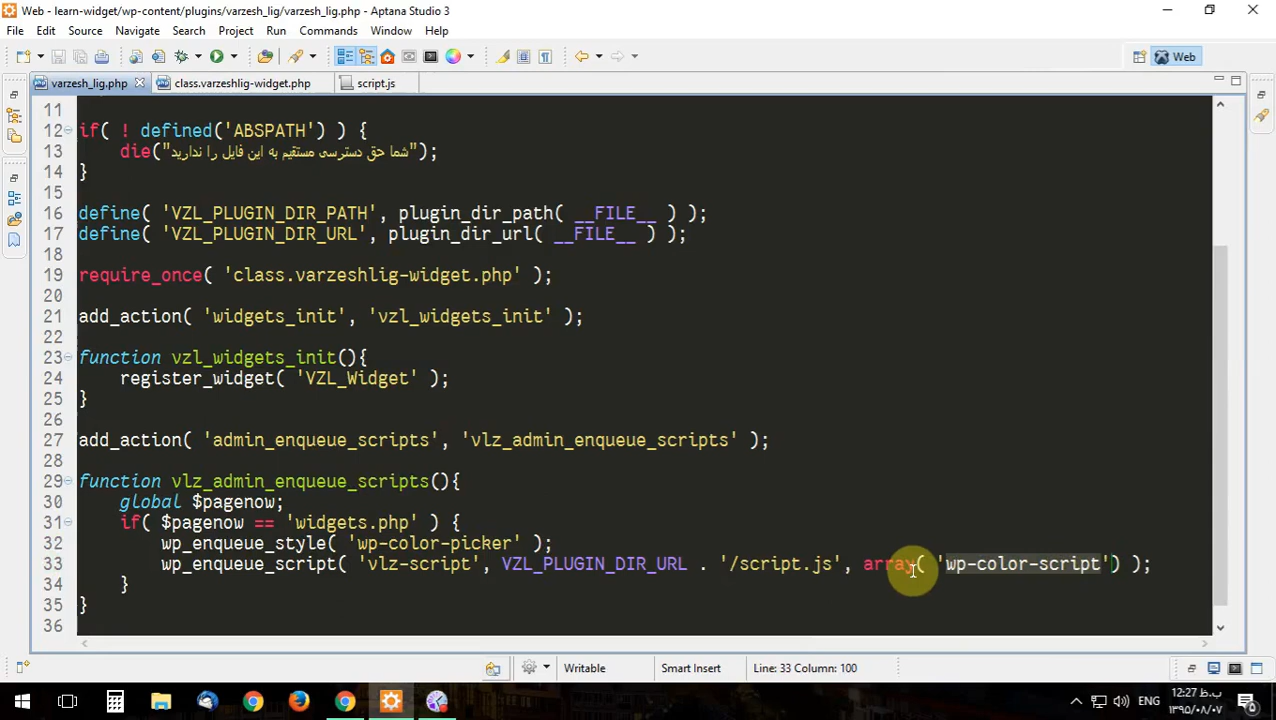 Web - learn-widget/wp-content/plugins/varzesh_lig/varzesh_lig.php - Aptana Studio 3
File Edit Source Navigate Search Project Run Commands Window Help
Web
varzesh_lig.php class.varzeshlig-widget.php script.js
11
12 if( ! defined('ABSPATH') ) {
13 die("شما حق دسترسی مستقیم به این فایل را ندارید");
14 }
15
16 define( 'VZL_PLUGIN_DIR_PATH', plugin_dir_path( __FILE__ ) );
17 define( 'VZL_PLUGIN_DIR_URL', plugin_dir_url( __FILE__ ) );
18
19 require_once( 'class.varzeshlig-widget.php' );
20
21 add_action( 'widgets_init', 'vzl_widgets_init' );
22
23 function vzl_widgets_init(){
24 register_widget( 'VZL_Widget' );
25 }
26
27 add_action( 'admin_enqueue_scripts', 'vlz_admin_enqueue_scripts' );
28
29 function vlz_admin_enqueue_scripts(){
30 global $pagenow;
31 if( $pagenow == 'widgets.php' ) {
32 wp_enqueue_style( 'wp-color-picker' );
33 wp_enqueue_script( 'vlz-script', VZL_PLUGIN_DIR_URL . '/script.js', array( 'wp-color-script') );
34 }
35 }
36
Writable Smart Insert Line: 33 Column: 100
ENG 12:27 ب.ظ
۱۳۹۵/۰۸/۰۷